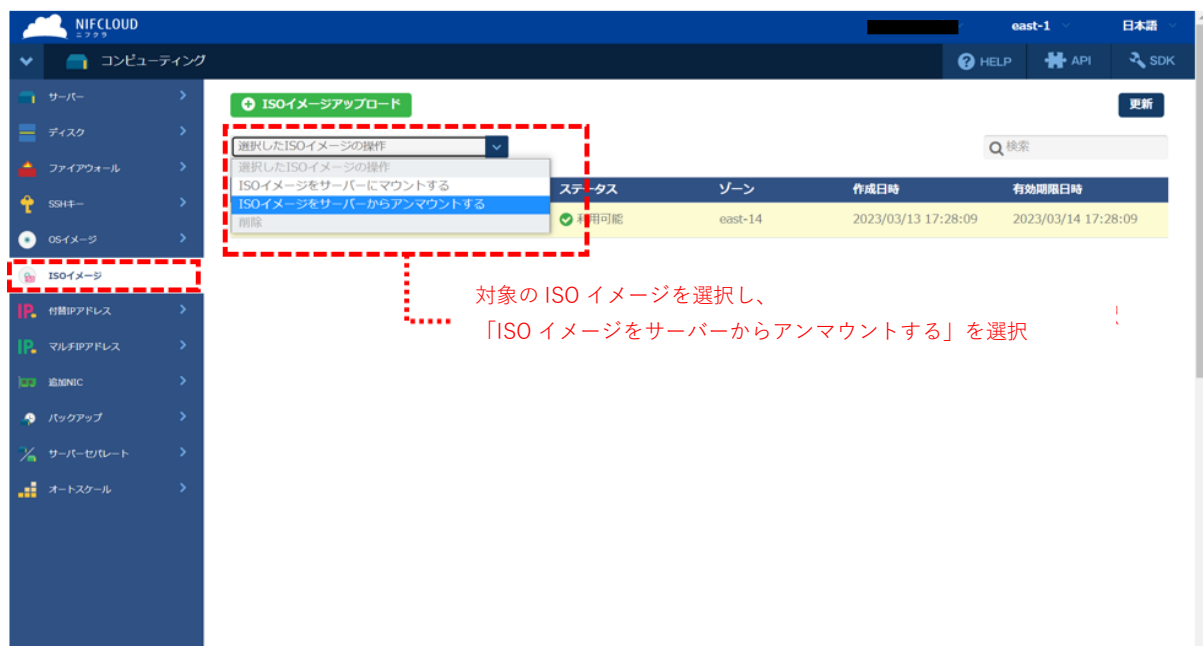 NIFCLOUD
ニフクラ
east-1
日本語
コンピューティング
HELP
API
SDK
サーバー
ディスク
ファイアウォール
SSHキー
OSイメージ
ISOイメージ
付替IPアドレス
マルチIPアドレス
追加NIC
バックアップ
サーバーセパレート
オートスケール
ISOイメージアップロード
更新
選択したISOイメージの操作
検索
選択したISOイメージの操作
ISOイメージをサーバーにマウントする
ISOイメージをサーバーからアンマウントする
削除
ステータス ゾーン 作成日時 有効期限日時
利用可能 east-14 2023/03/13 17:28:09 2023/03/14 17:28:09
対象の ISO イメージを選択し、
「ISO イメージをサーバーからアンマウントする」を選択